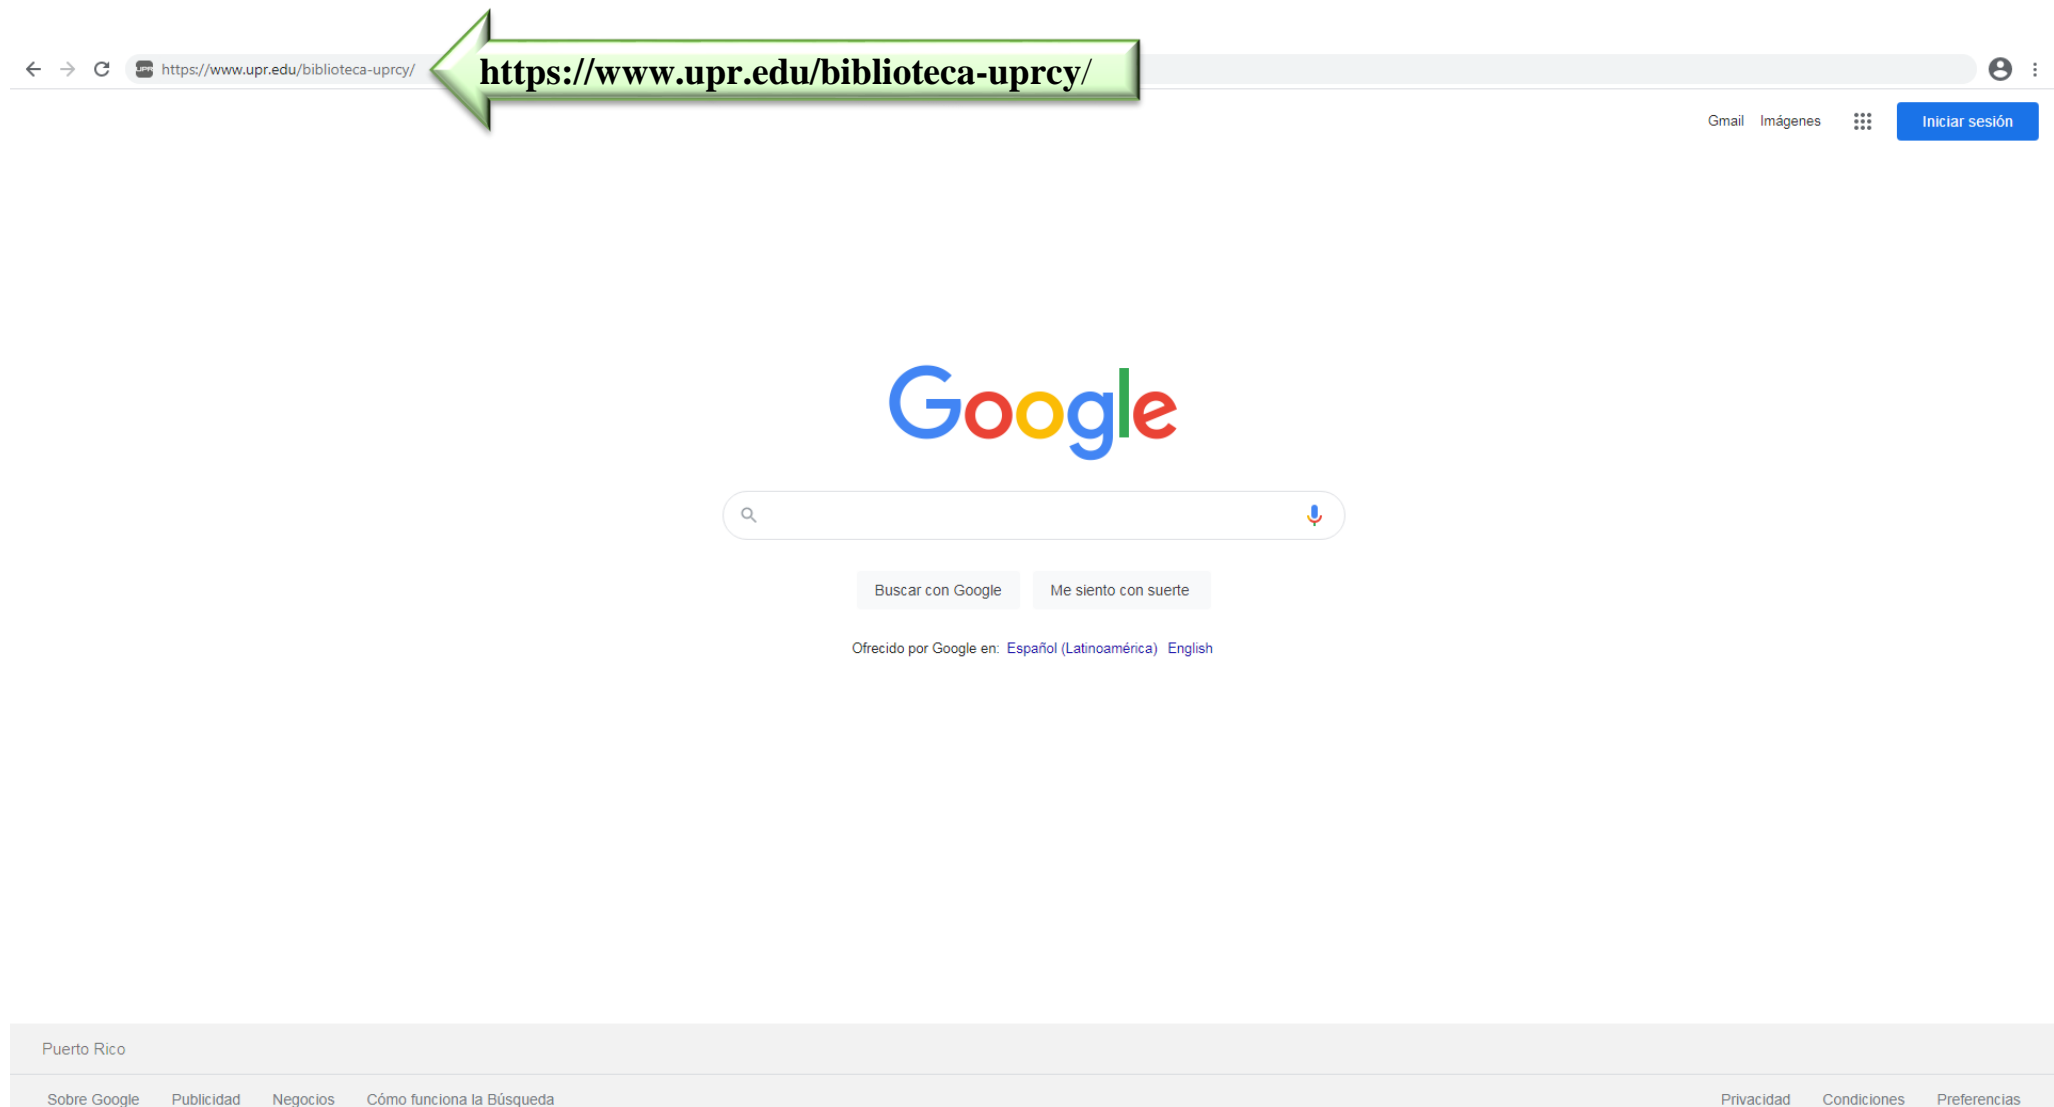 https://www.upr.edu/biblioteca-uprcy/
https://www.upr.edu/biblioteca-uprcy/
Gmail Imágenes Iniciar sesión
Google
Buscar con Google Me siento con suerte
Ofrecido por Google en: Español (Latinoamérica) English
Puerto Rico
Sobre Google Publicidad Negocios Cómo funciona la Búsqueda Privacidad Condiciones Preferencias